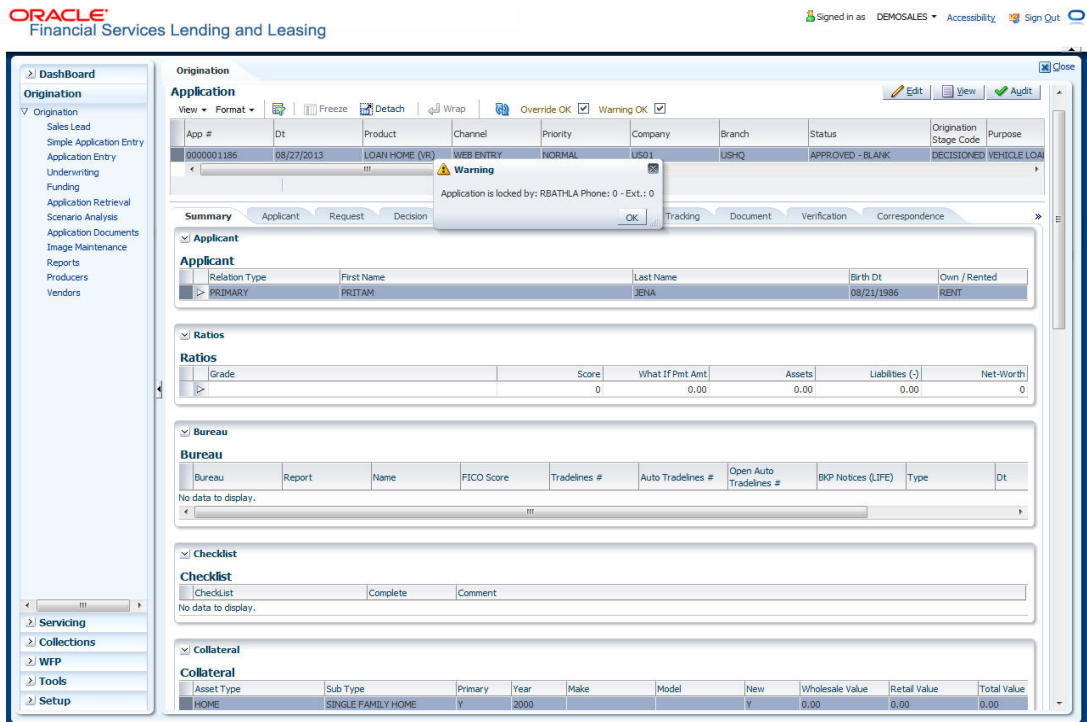 ORACLE
Financial Services Lending and Leasing
Signed in as DEMOSALES Accessibility Sign Out
Close
DashBoard
Origination
Origination
Sales Lead
Simple Application Entry
Application Entry
Underwriting
Funding
Application Retrieval
Scenario Analysis
Application Documents
Image Maintenance
Reports
Producers
Vendors
Servicing
Collections
WFP
Tools
Setup
Origination
Application
Edit View Audit
View Format Freeze Detach Wrap Override OK Warning OK
App # Dt Product Channel Priority Company Branch Status Origination Stage Code Purpose
0000001186 08/27/2013 LOAN HOME (VR) WEB ENTRY NORMAL US01 USHQ APPROVED - BLANK DECISIONED VEHICLE LOA
Warning
Application is locked by: RBATHLA Phone: 0 - Ext.: 0
OK
Summary Applicant Request Decision Tracking Document Verification Correspondence »
Applicant
Applicant
Relation Type First Name Last Name Birth Dt Own / Rented
PRIMARY PRITAM JENA 08/21/1986 RENT
Ratios
Ratios
Grade Score What If Pmt Amt Assets Liabilities (-) Net-Worth
0 0.00 0.00 0.00 0
Bureau
Bureau
Bureau Report Name FICO Score Tradelines # Auto Tradelines # Open Auto Tradelines # BKP Notices (LIFE) Type Dt
No data to display.
Checklist
Checklist
CheckList Complete Comment
No data to display.
Collateral
Collateral
Asset Type Sub Type Primary Year Make Model New Wholesale Value Retail Value Total Value
HOME SINGLE FAMILY HOME Y 2000 Y 0.00 0.00 0.00